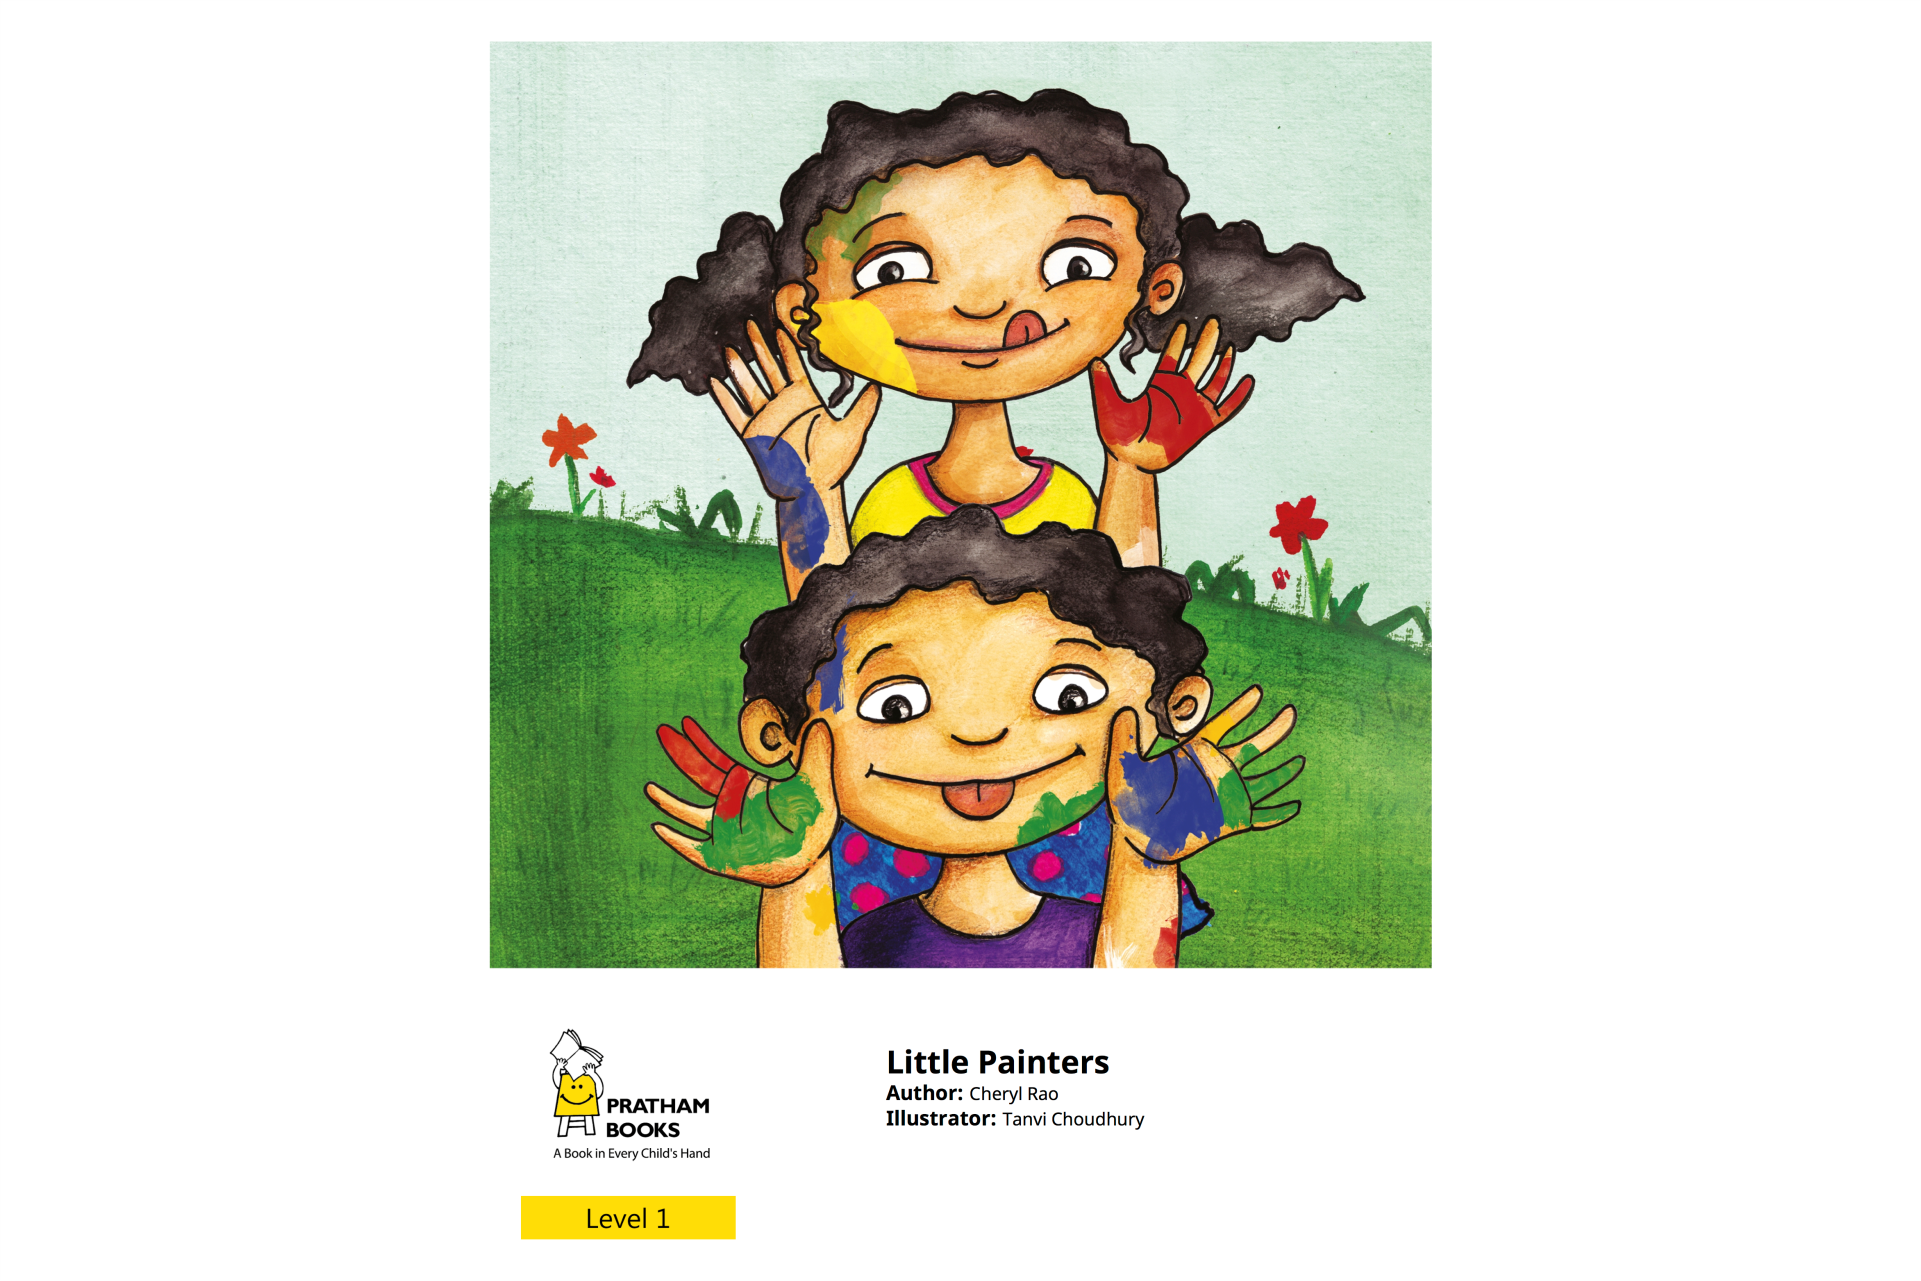 PRATHAM
BOOKS
A Book in Every Child's Hand
Level 1
Little Painters
Author: Cheryl Rao
Illustrator: Tanvi Choudhury